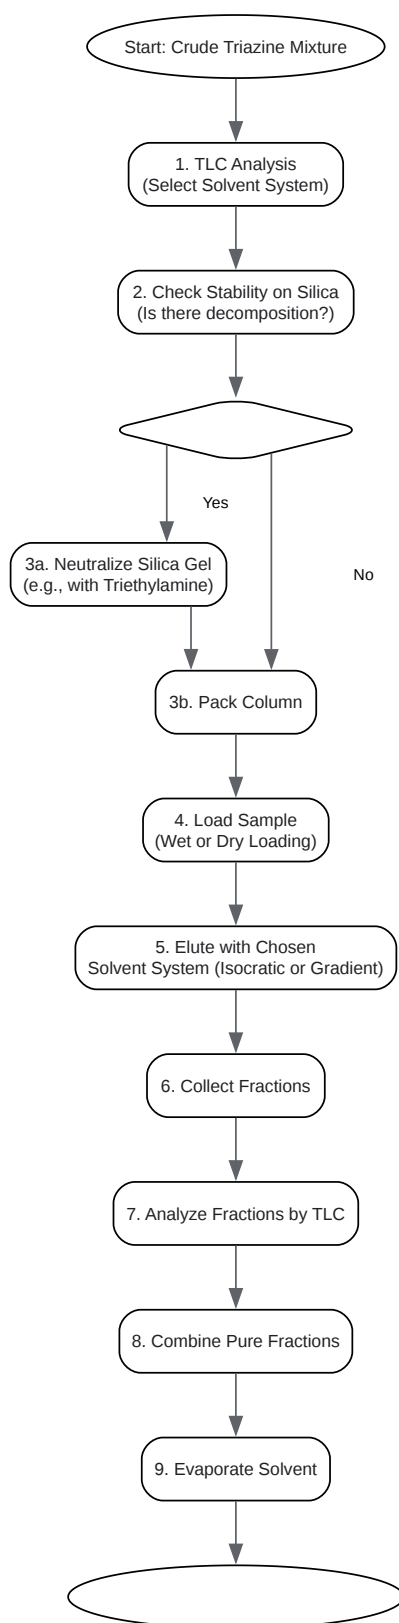 Start: Crude Triazine Mixture
1. TLC Analysis
(Select Solvent System)
2. Check Stability on Silica
(Is there decomposition?)
Yes
3a. Neutralize Silica Gel
(e.g., with Triethylamine)
No
3b. Pack Column
4. Load Sample
(Wet or Dry Loading)
5. Elute with Chosen
Solvent System (Isocratic or Gradient)
6. Collect Fractions
7. Analyze Fractions by TLC
8. Combine Pure Fractions
9. Evaporate Solvent